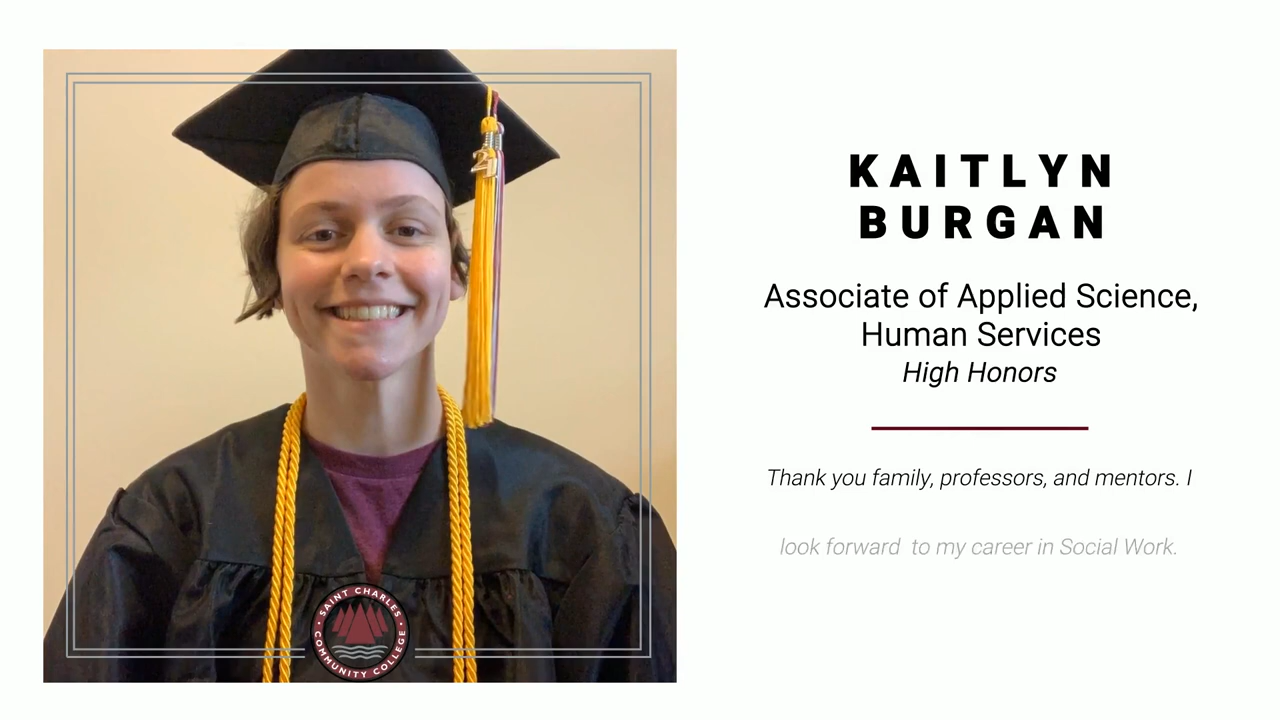 KAITLYN
BURGAN
Associate of Applied Science,
Human Services
High Honors
Thank you family, professors, and mentors. I
look forward  to my career in Social Work.
21
SAINT CHARLES
COMMUNITY COLLEGE